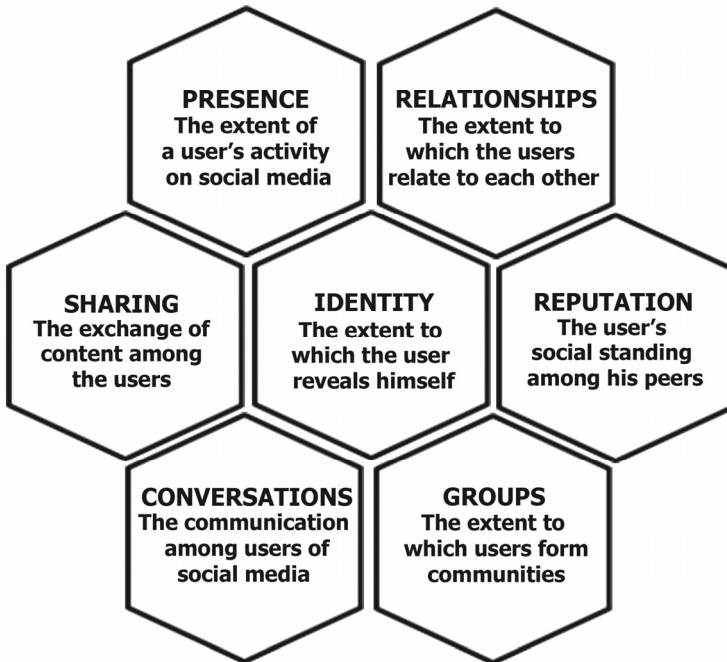 PRESENCE
The extent of
a user's activity
on social media
RELATIONSHIPS
The extent to
which the users
relate to each other
SHARING
The exchange of
content among
the users
IDENTITY
The extent to
which the user
reveals himself
REPUTATION
The user's
social standing
among his peers
CONVERSATIONS
The communication
among users of
social media
GROUPS
The extent to
which users form
communities